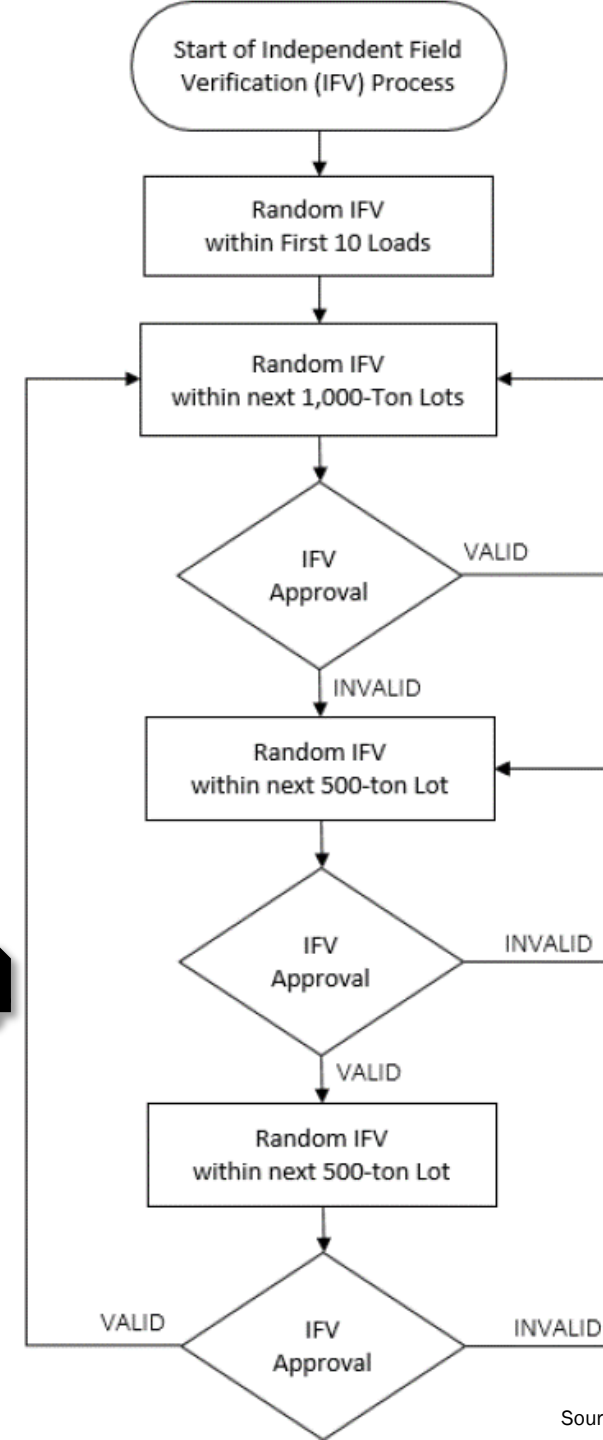 Start of Independent Field
Verification (IFV) Process
Random IFV
within First 10 Loads
Random IFV
within next 1,000-Ton Lots
IFV
Approval
VALID
INVALID
Random IFV
within next 500-ton Lot
IFV
Approval
INVALID
VALID
Random IFV
within next 500-ton Lot
VALID
IFV
Approval
INVALID
Sour